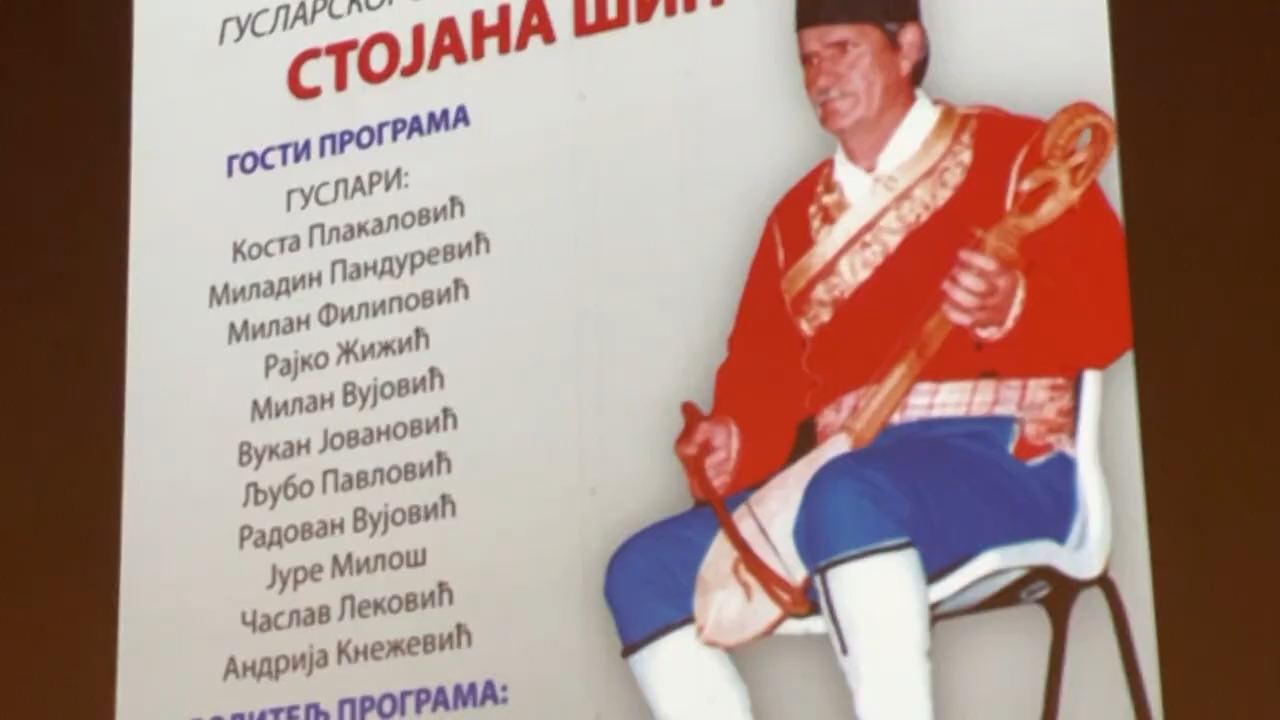 СТОЈАНА
ГОСТИ ПРОГРАМА
ГУСЛАРИ:
Коста Плакаловић
Миладин Пандуревић
Милан Филиповић
Рајко Жижић
Милан Вујовић
Вукан Јовановић
Љубо Павловић
Радован Вујовић
Јуре Милош
Часлав Лековић
Андрија Кнежевић
ПРОГРАМА: